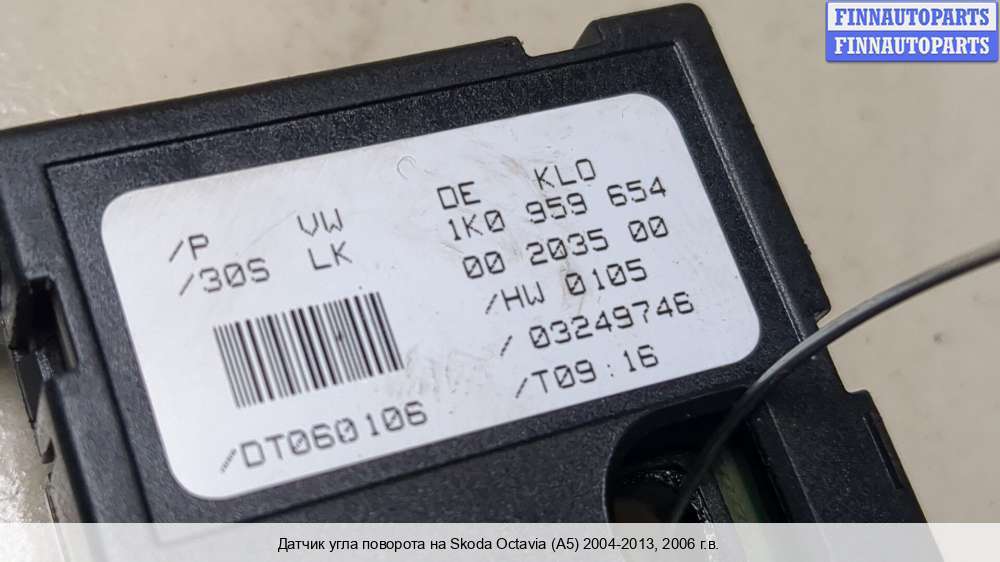 FINNAUTOPARTS
FINNAUTOPARTS
/P VW DE KLO
/30S LK 1K0 959 654
00 2035 00
/HW 0105
/ 03249746
/T09:16
/DT060106
Датчик угла поворота на Skoda Octavia (A5) 2004-2013, 2006 г.в.